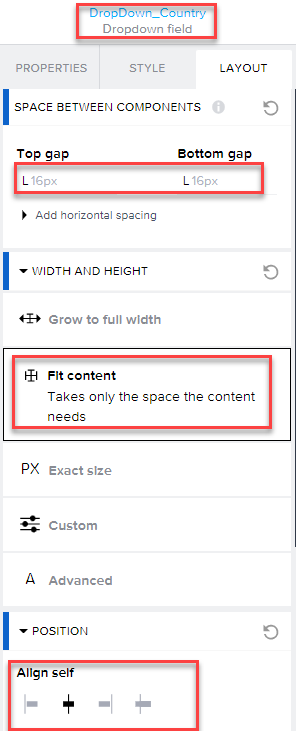 DropDown_Country
Dropdown field
PROPERTIES STYLE LAYOUT
SPACE BETWEEN COMPONENTS
Top gap Bottom gap
L 16px L 16px
Add horizontal spacing
WIDTH AND HEIGHT
Grow to full width
Fit content
Takes only the space the content
needs
PX Exact size
Custom
A Advanced
POSITION
Align self